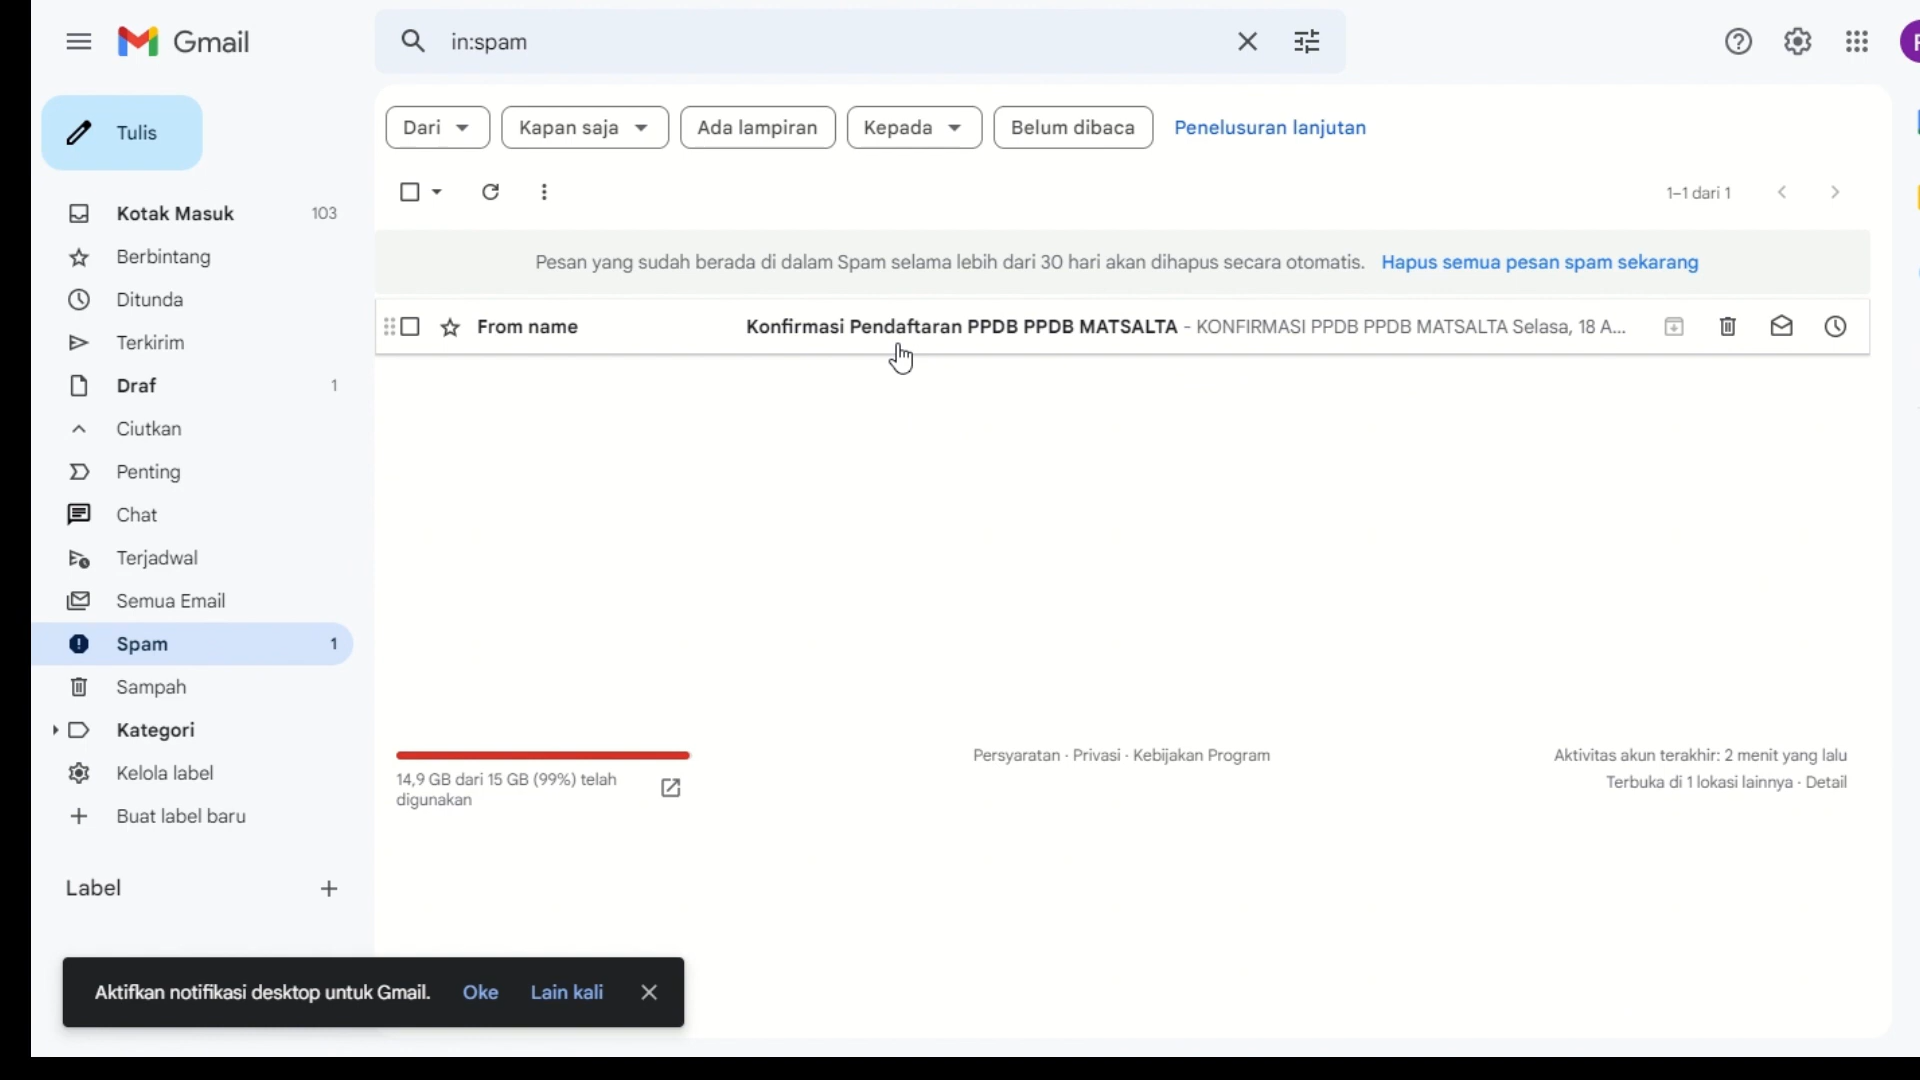 Gmail
in:spam
Tulis
Dari
Kapan saja
Ada lampiran
Kepada
Belum dibaca
Penelusuran lanjutan
1–1 dari 1
Kotak Masuk 103
Berbintang
Ditunda
Terkirim
Draf 1
Ciutkan
Penting
Chat
Terjadwal
Semua Email
Spam 1
Sampah
Kategori
Kelola label
Buat label baru
Label
Pesan yang sudah berada di dalam Spam selama lebih dari 30 hari akan dihapus secara otomatis. Hapus semua pesan spam sekarang
From name Konfirmasi Pendaftaran PPDB PPDB MATSALTA - KONFIRMASI PPDB PPDB MATSALTA Selasa, 18 A...
14,9 GB dari 15 GB (99%) telah
digunakan
Persyaratan · Privasi · Kebijakan Program
Aktivitas akun terakhir: 2 menit yang lalu
Terbuka di 1 lokasi lainnya · Detail
Aktifkan notifikasi desktop untuk Gmail. Oke Lain kali